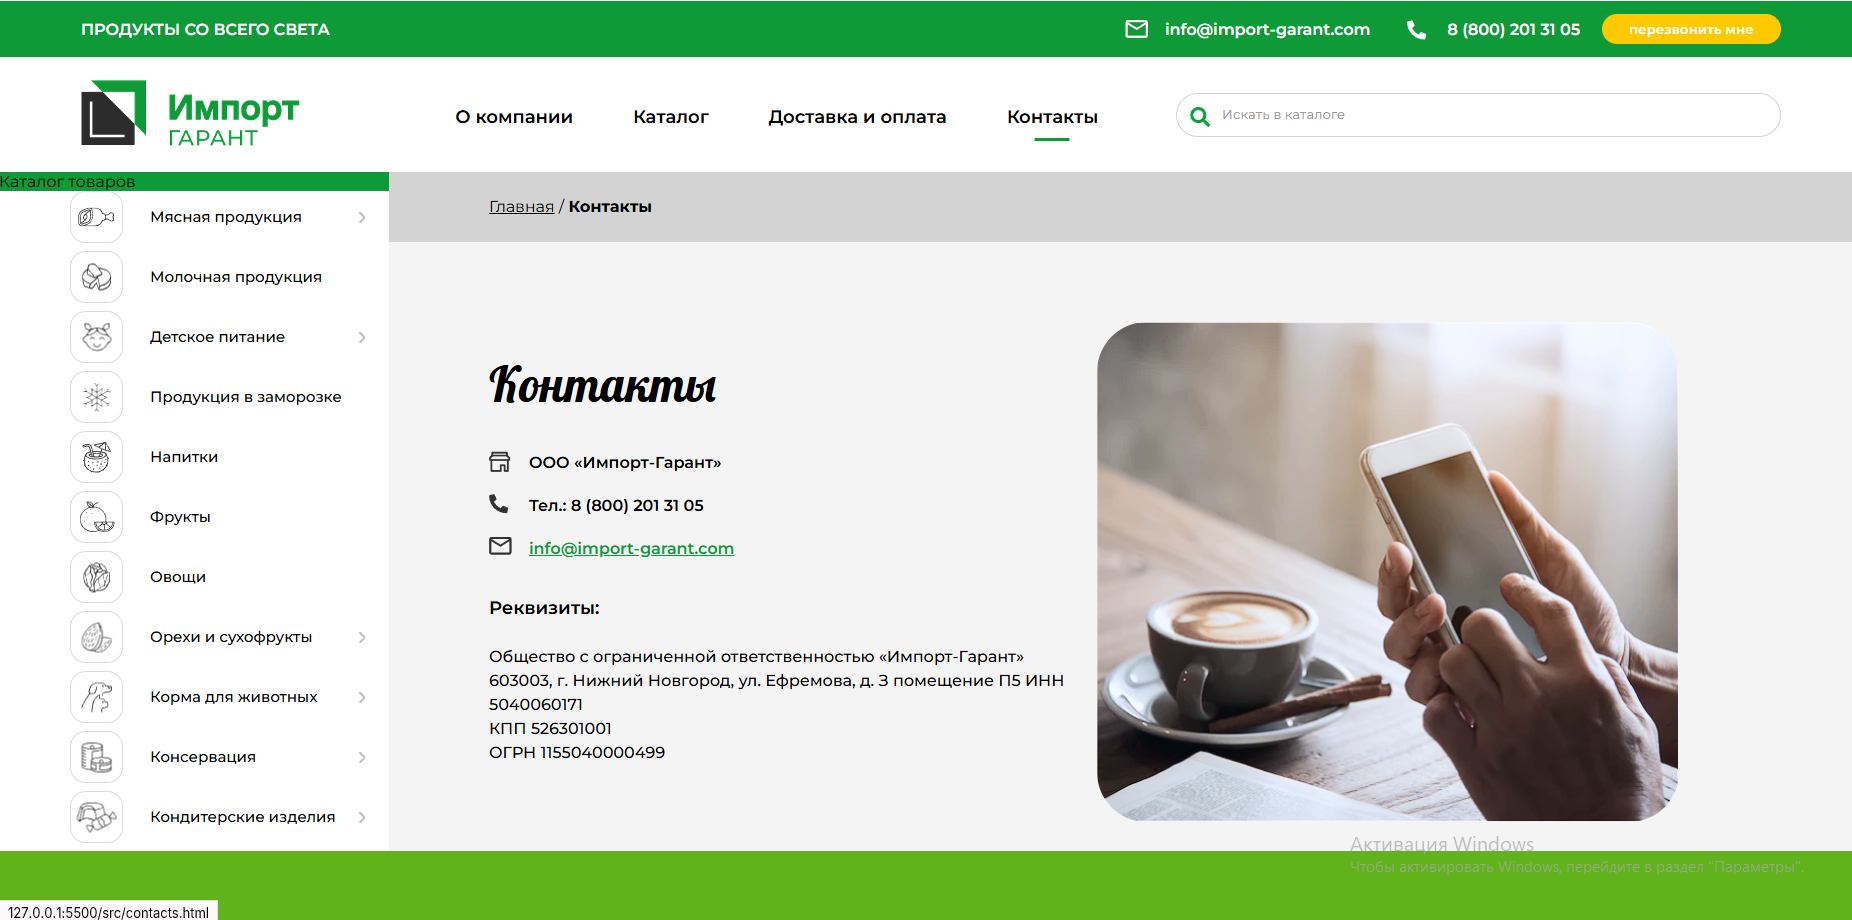 ПРОДУКТЫ СО ВСЕГО СВЕТА
info@import-garant.com
8 (800) 201 31 05
перезвонить мне
Импорт
ГАРАНТ
О компании
Каталог
Доставка и оплата
Контакты
Искать в каталоге
Каталог товаров
Главная / Контакты
Мясная продукция
Молочная продукция
Детское питание
Продукция в заморозке
Напитки
Фрукты
Овощи
Орехи и сухофрукты
Корма для животных
Консервация
Кондитерские изделия
Контакты
ООО «Импорт-Гарант»
Тел.: 8 (800) 201 31 05
info@import-garant.com
Реквизиты:
Общество с ограниченной ответственностью «Импорт-Гарант»
603003, г. Нижний Новгород, ул. Ефремова, д. 3 помещение П5 ИНН
5040060171
КПП 526301001
ОГРН 1155040000499
Активация Windows
Чтобы активировать Windows, перейдите в раздел "Параметры".
127.0.0.1:5500/src/contacts.html